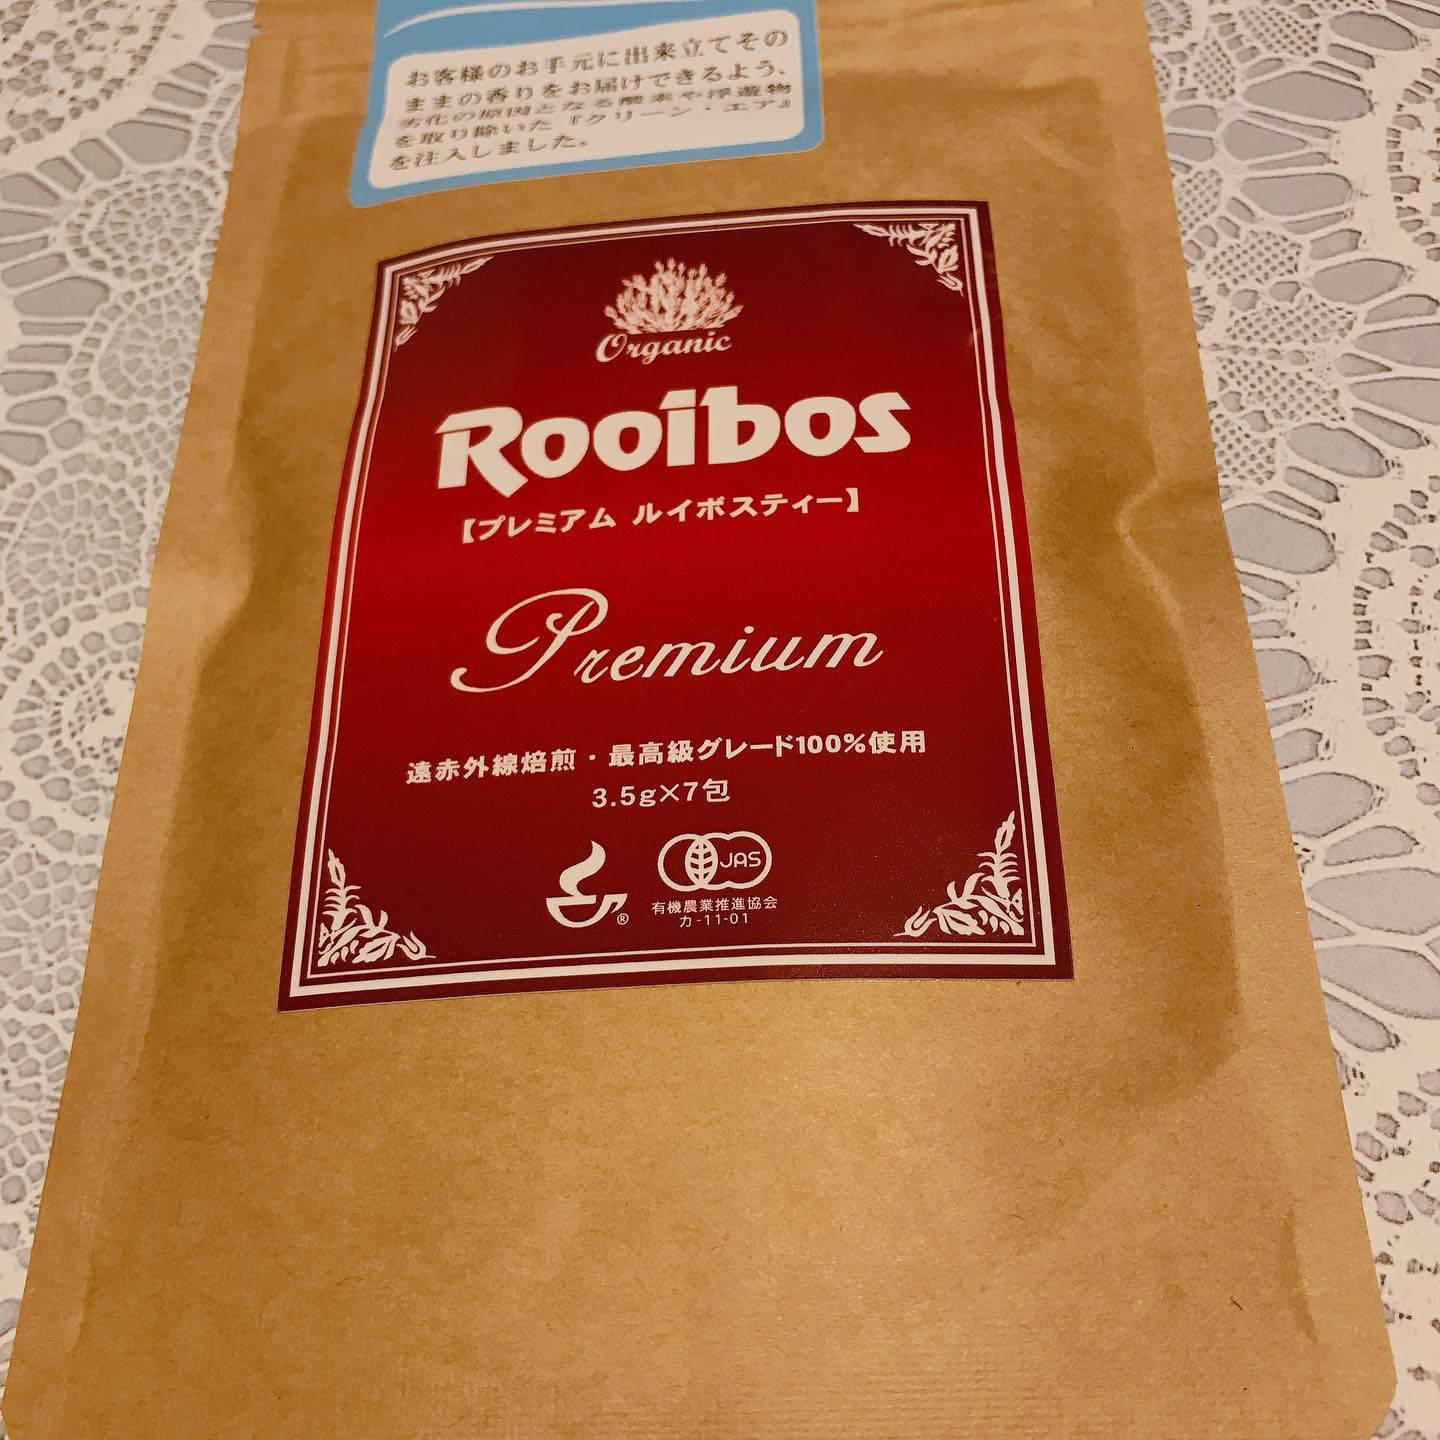 お客様のお手元に出来立てその
ままの香りをお届けできるよう、
劣化の原因となる酸素や浮遊物
を取り除いた『クリーン・エア』
を注入しました。
Organic
Rooibos
【プレミアム ルイボスティー】
Premium
遠赤外線焙煎・最高級グレード100%使用
3.5g×7包
®
JAS
有機農業推進協会
カ-11-01